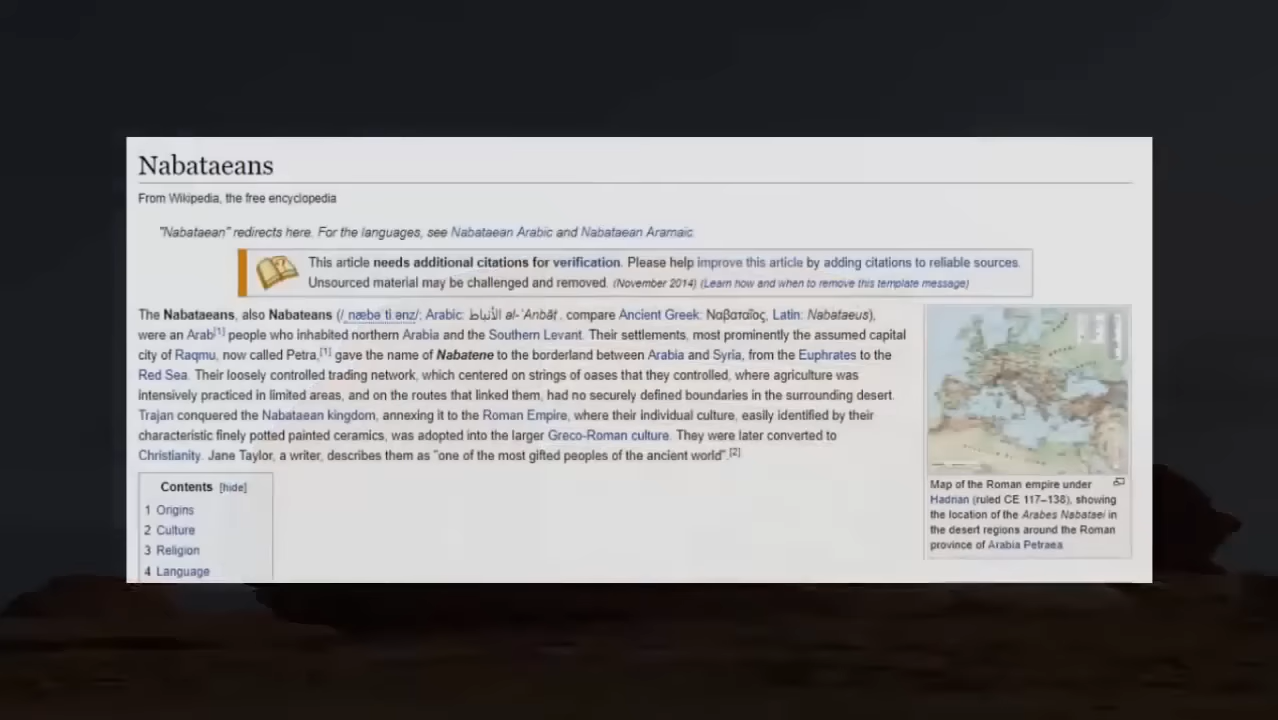 Nabataeans
From Wikipedia, the free encyclopedia
"Nabataean" redirects here. For the languages, see Nabataean Arabic and Nabataean Aramaic.
This article needs additional citations for verification. Please help improve this article by adding citations to reliable sources.
Unsourced material may be challenged and removed. (November 2014) (Learn how and when to remove this template message)
The Nabataeans, also Nabateans (/ˌnæbəˈtiːənz/; Arabic: الأنباط al-ʾAnbāṭ, compare Ancient Greek: Ναβαταῖος, Latin: Nabataeus),
were an Arab[1] people who inhabited northern Arabia and the Southern Levant. Their settlements, most prominently the assumed capital
city of Raqmu, now called Petra,[1] gave the name of Nabatene to the borderland between Arabia and Syria, from the Euphrates to the
Red Sea. Their loosely controlled trading network, which centered on strings of oases that they controlled, where agriculture was
intensively practiced in limited areas, and on the routes that linked them, had no securely defined boundaries in the surrounding desert.
Trajan conquered the Nabataean kingdom, annexing it to the Roman Empire, where their individual culture, easily identified by their
characteristic finely potted painted ceramics, was adopted into the larger Greco-Roman culture. They were later converted to
Christianity. Jane Taylor, a writer, describes them as "one of the most gifted peoples of the ancient world".[2]
Contents [hide]
1 Origins
2 Culture
3 Religion
4 Language
Map of the Roman empire under
Hadrian (ruled CE 117–138), showing
the location of the Arabes Nabataei in
the desert regions around the Roman
province of Arabia Petraea